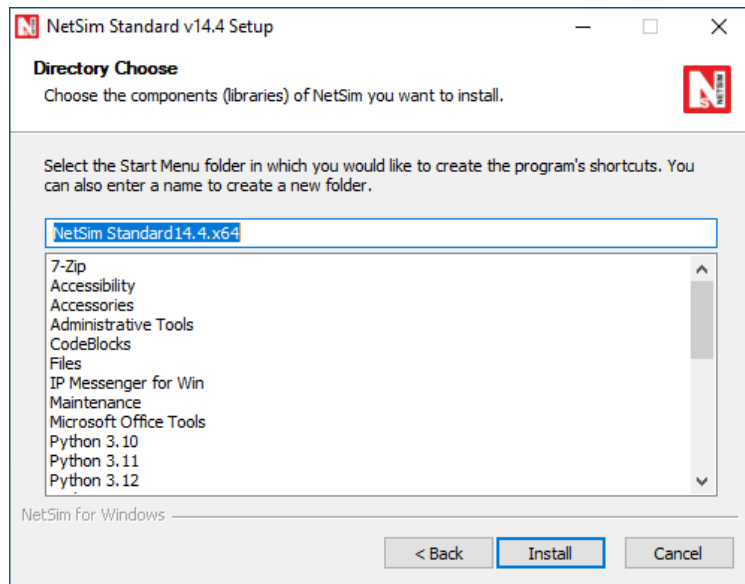 NetSim Standard v14.4 Setup
Directory Choose
Choose the components (libraries) of NetSim you want to install.
NETSIM
Select the Start Menu folder in which you would like to create the program's shortcuts. You
can also enter a name to create a new folder.
NetSim Standard14.4.x64
7-Zip
Accessibility
Accessories
Administrative Tools
CodeBlocks
Files
IP Messenger for Win
Maintenance
Microsoft Office Tools
Python 3.10
Python 3.11
Python 3.12
NetSim for Windows
< Back
Install
Cancel